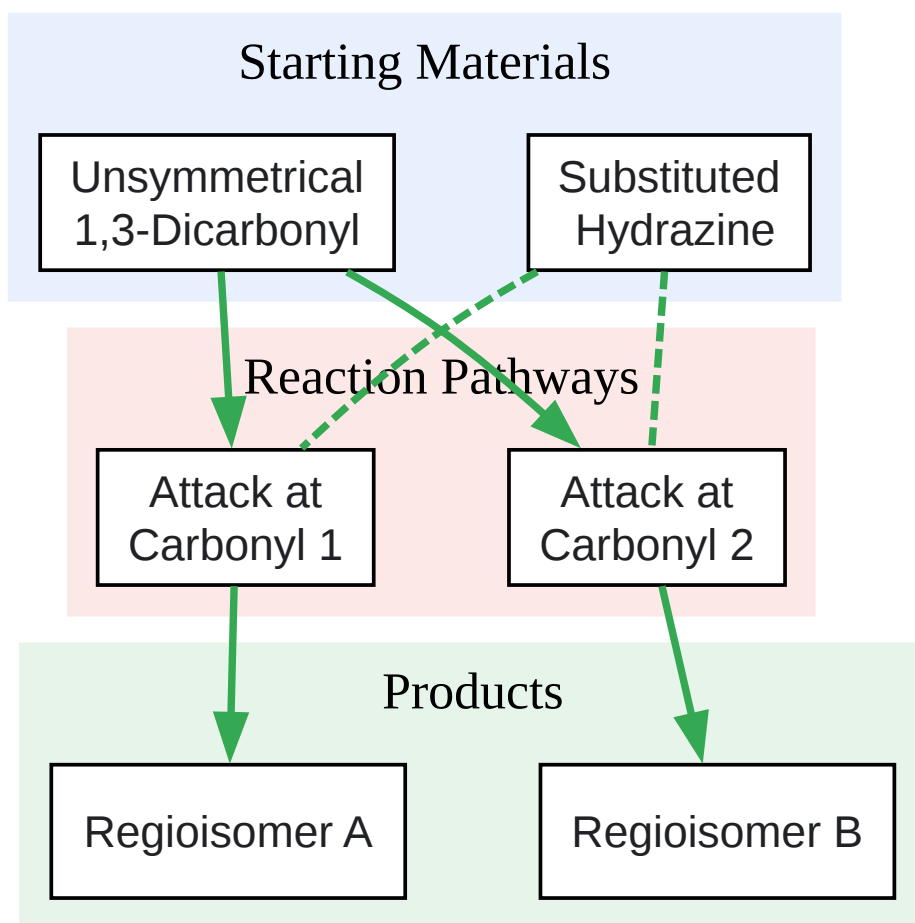 Starting Materials
Unsymmetrical
1,3-Dicarbonyl
Substituted
Hydrazine
Reaction Pathways
Attack at
Carbonyl 1
Attack at
Carbonyl 2
Products
Regioisomer A
Regioisomer B